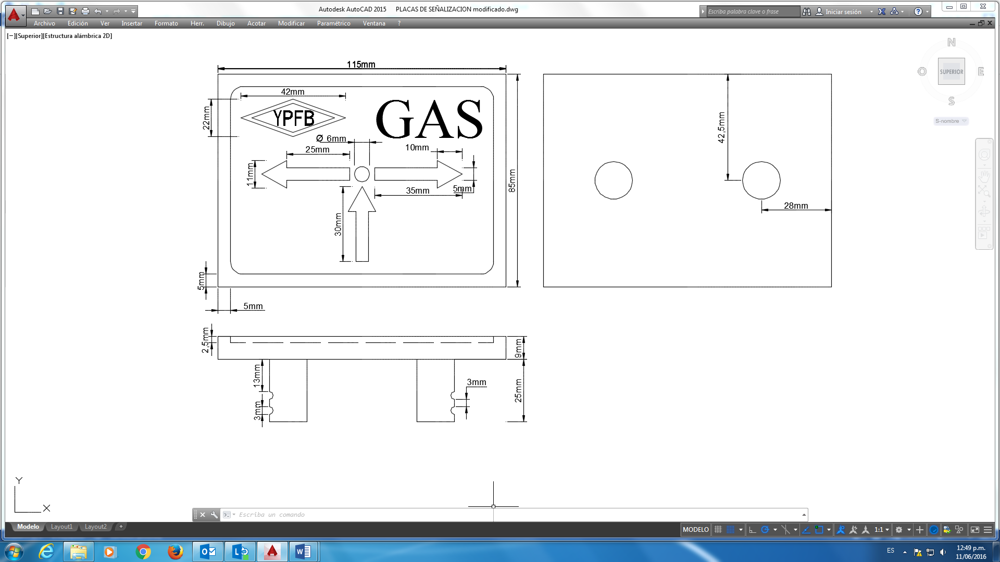 Autodesk AutoCAD 2015 PLACAS DE SEÑALIZACION modificado.dwg
Escriba palabra clave o frase
Iniciar sesión
Archivo Edición Ver Insertar Formato Herr. Dibujo Acotar Modificar Paramétrico Ventana ?
[−][Superior][Estructura alámbrica 2D]
N
O SUPERIOR E
S
S-nombre
115mm
42mm
22mm
YPFB
GAS
Ø 6mm
25mm
10mm
11mm
35mm
5mm
30mm
85mm
5mm
5mm
42,5mm
28mm
2,5mm
9mm
13mm
3mm
3mm
25mm
Y
X
Escriba un comando
Modelo Layout1 Layout2 +
MODELO 1:1
ES
12:49 p.m.
11/06/2016